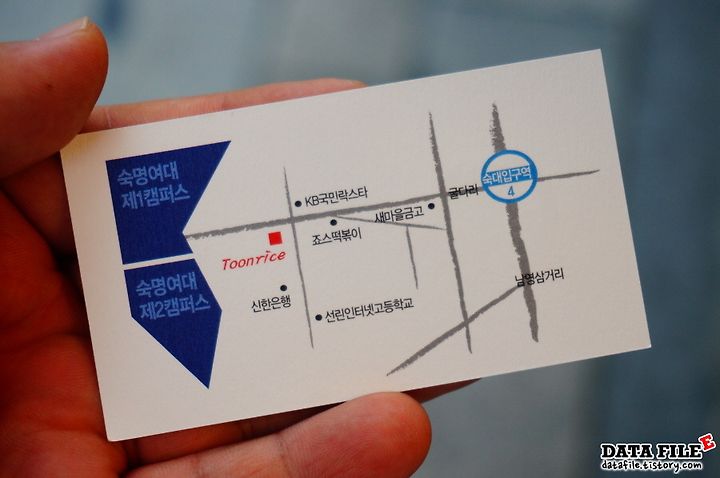 숙명여대
제1캠퍼스
숙명여대
제2캠퍼스
KB국민락스타
죠스떡볶이
새마을금고
굴다리
숙대입구역
4
Toonrice
신한은행
선린인터넷고등학교
남영삼거리
DATA FILE E
datafile.tistory.com